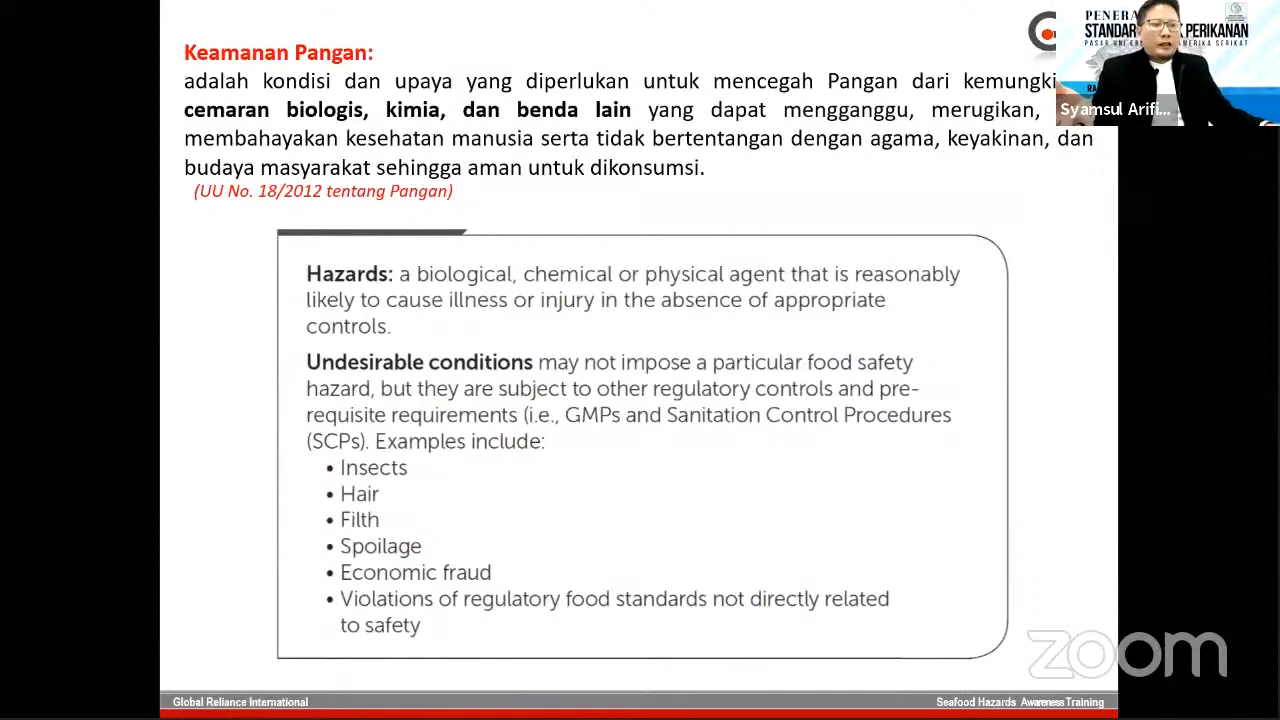 Keamanan Pangan:
adalah kondisi dan upaya yang diperlukan untuk mencegah Pangan dari
cemaran biologis, kimia, dan benda lain yang dapat mengganggu, merugikan,
membahayakan kesehatan manusia serta tidak bertentangan dengan agama, keyakinan, dan
budaya masyarakat sehingga aman untuk dikonsumsi.
(UU No. 18/2012 tentang Pangan)
STANDAR
PERIKANAN
PASAR UNI
SERIKAT
Syamsul Arifi...
Hazards: a biological, chemical or physical agent that is reasonably
likely to cause illness or injury in the absence of appropriate
controls.
Undesirable conditions may not impose a particular food safety
hazard, but they are subject to other regulatory controls and pre-
requisite requirements (i.e., GMPs and Sanitation Control Procedures
(SCPs). Examples include:
• Insects
• Hair
• Filth
• Spoilage
• Economic fraud
• Violations of regulatory food standards not directly related
to safety
zoom
Global Reliance International
Seafood Hazards Awareness Training